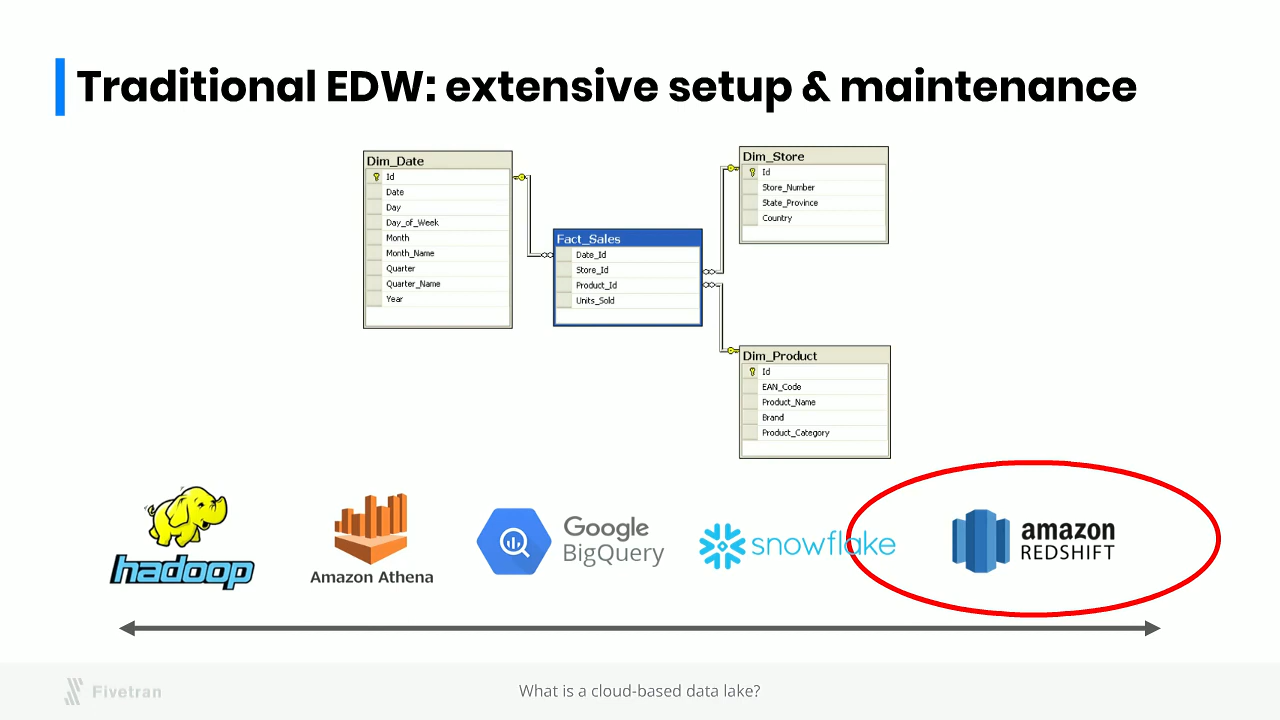 Traditional EDW: extensive setup & maintenance
Dim_Date
Id
Date
Day
Day_of_Week
Month
Month_Name
Quarter
Quarter_Name
Year
Fact_Sales
Date_Id
Store_Id
Product_Id
Units_Sold
Dim_Store
Id
Store_Number
State_Province
Country
Dim_Product
Id
EAN_Code
Product_Name
Brand
Product_Category
hadoop
Amazon Athena
Google
BigQuery
snowflake
amazon
REDSHIFT
Fivetran
What is a cloud-based data lake?